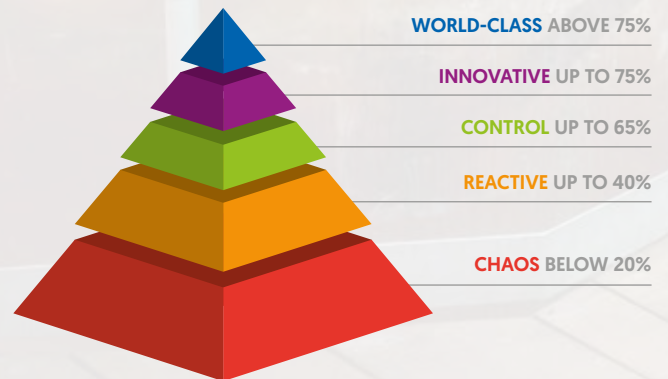 WORLD-CLASS ABOVE 75%
INNOVATIVE UP TO 75%
CONTROL UP TO 65%
REACTIVE UP TO 40%
CHAOS BELOW 20%